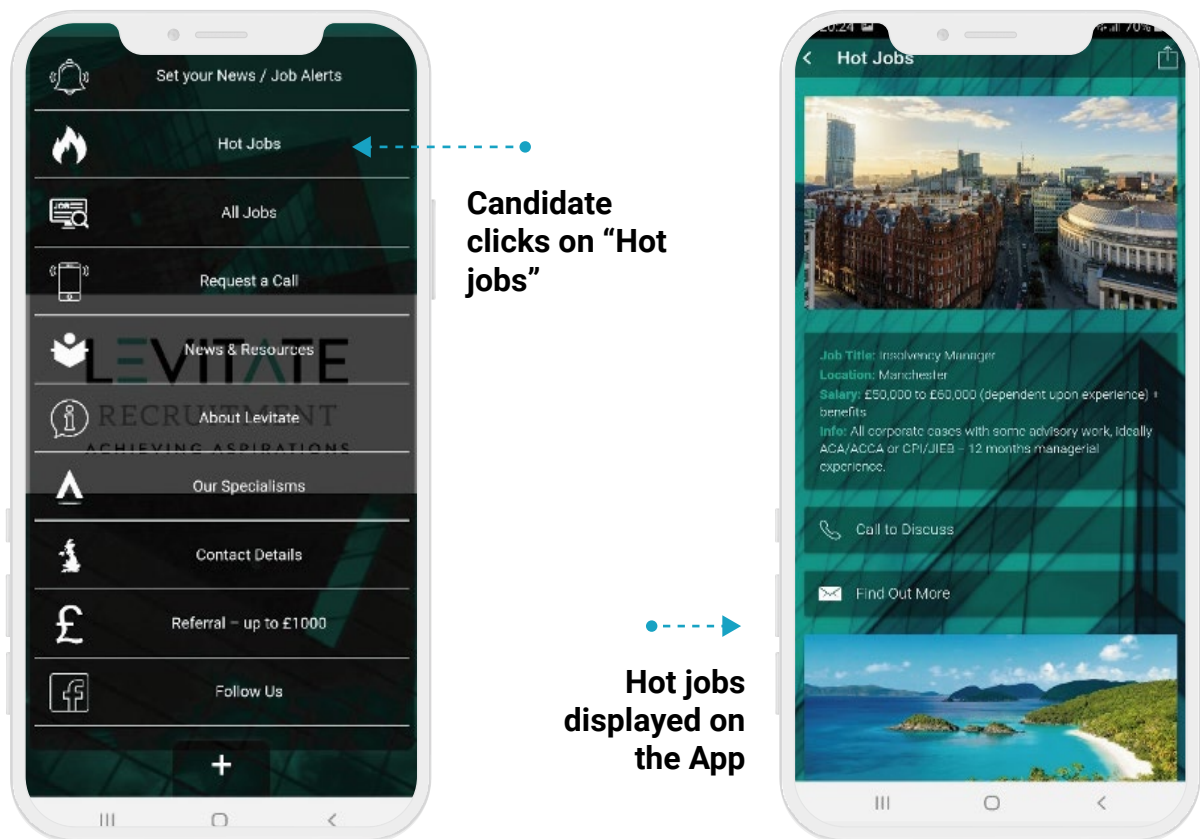 Set your News / Job Alerts
Hot Jobs
All Jobs
Request a Call
News & Resources
LEVITATE
RECRUITMENT
About Levitate
ACHIEVING ASPIRATIONS
Our Specialisms
Contact Details
£
Referral – up to £1000
Follow Us
+
Candidate
clicks on “Hot
jobs”
Hot jobs
displayed on
the App
20:24
70%
Hot Jobs
Job Title: Insolvency Manager
Location: Manchester
Salary: £50,000 to £60,000 (dependent upon experience) +
benefits
Info: All corporate cases with some advisory work, ideally
ACA/ACCA or CPI/JIEB – 12 months managerial
experience.
Call to Discuss
Find Out More